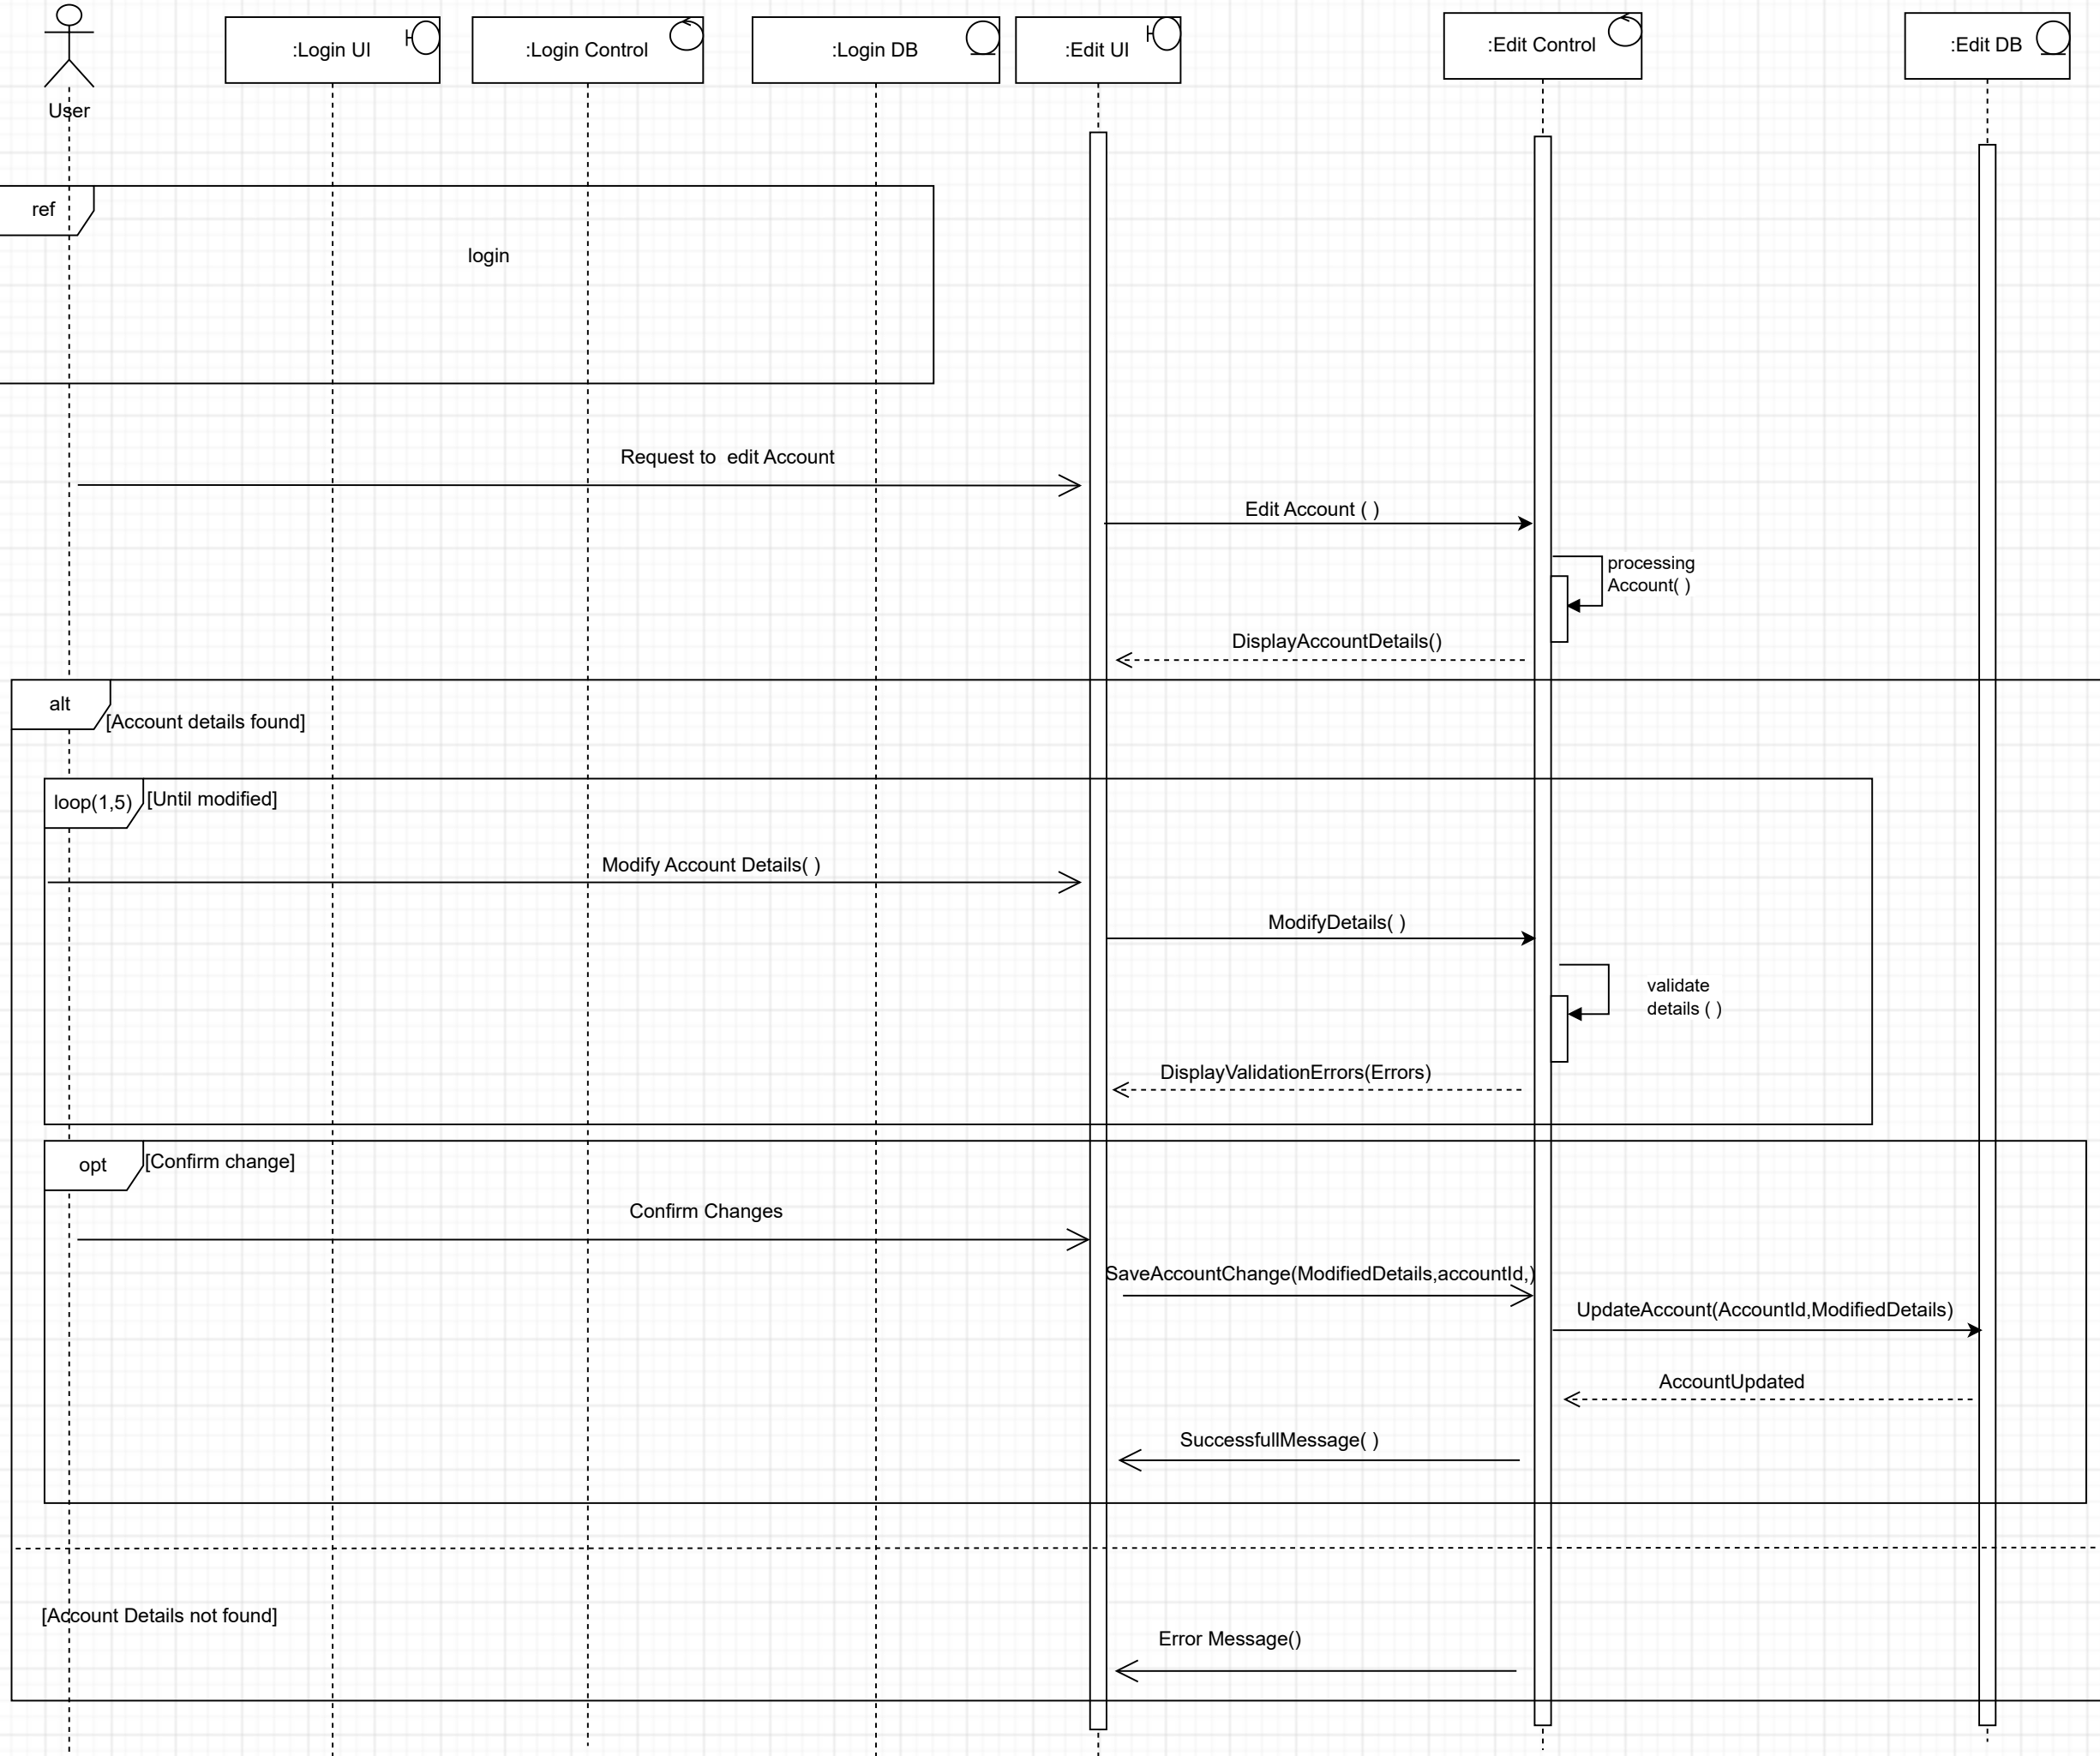 :Login UI
:Login Control
:Login DB
:Edit UI
:Edit Control
:Edit DB
User
ref
login
Request to  edit Account
Edit Account ( )
processing
Account( )
DisplayAccountDetails()
alt
[Account details found]
loop(1,5)
[Until modified]
Modify Account Details( )
ModifyDetails( )
validate
details ( )
DisplayValidationErrors(Errors)
opt
[Confirm change]
Confirm Changes
SaveAccountChange(ModifiedDetails,accountId,)
UpdateAccount(AccountId,ModifiedDetails)
AccountUpdated
SuccessfullMessage( )
[Account Details not found]
Error Message()